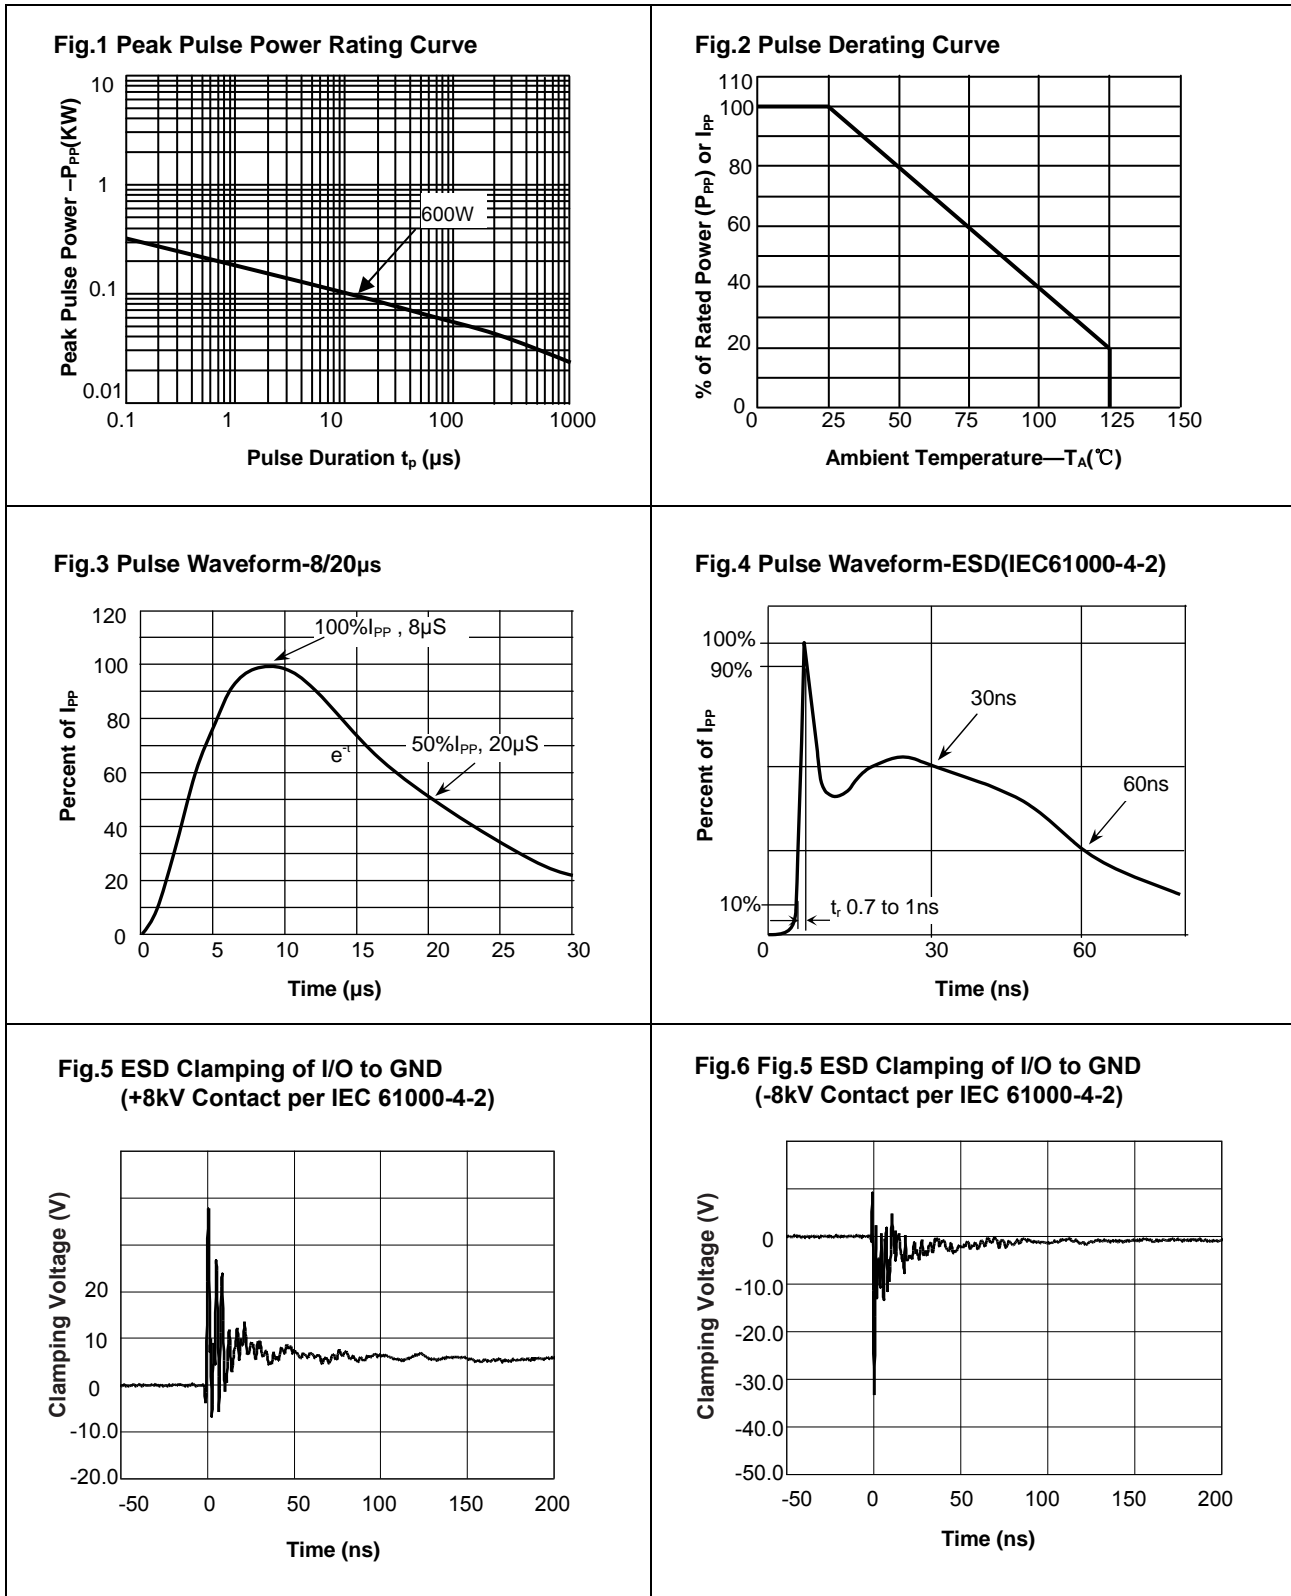 Fig.1 Peak Pulse Power Rating Curve
Peak Pulse Power –PPP(KW)
10
1
0.1
0.01
600W
0.1 1 10 100 1000
Pulse Duration tp (µs)
Fig.2 Pulse Derating Curve
% of Rated Power (PPP) or IPP
110
100
80
60
40
20
0
0 25 50 75 100 125 150
Ambient Temperature—TA(℃)
Fig.3 Pulse Waveform-8/20µs
Percent of IPP
120
100
80
60
40
20
0
100%IPP , 8µS
e-t
50%IPP, 20µS
0 5 10 15 20 25 30
Time (µs)
Fig.4 Pulse Waveform-ESD(IEC61000-4-2)
Percent of IPP
100%
90%
10%
30ns
60ns
tr 0.7 to 1ns
0 30 60
Time (ns)
Fig.5 ESD Clamping of I/O to GND
(+8kV Contact per IEC 61000-4-2)
Clamping Voltage (V)
20
10
0
-10.0
-20.0
-50 0 50 100 150 200
Time (ns)
Fig.6 Fig.5 ESD Clamping of I/O to GND
(-8kV Contact per IEC 61000-4-2)
Clamping Voltage (V)
0
-10.0
-20.0
-30.0
-40.0
-50.0
-50 0 50 100 150 200
Time (ns)